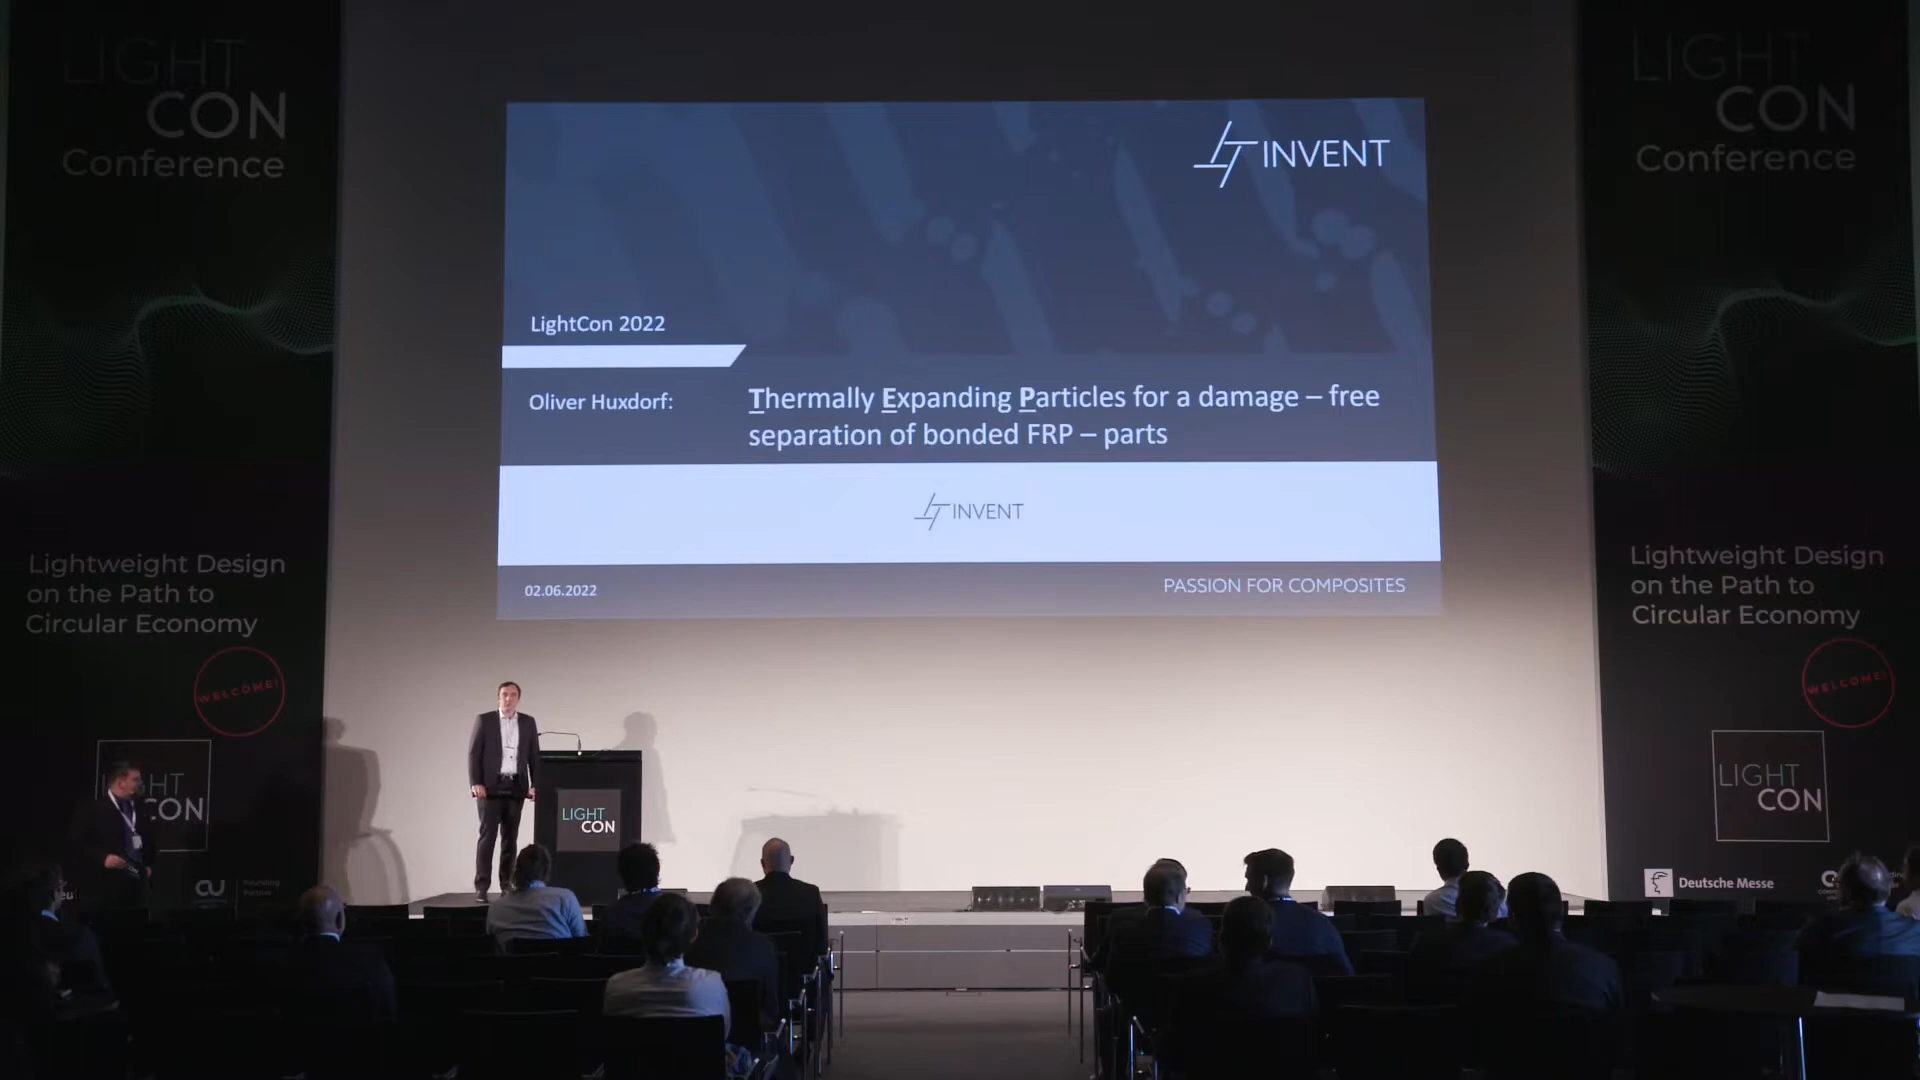 LIGHT
CON
Conference
Lightweight Design
on the Path to
Circular Economy
WELCOME!
LIGHT
CON
INVENT
LightCon 2022
Oliver Huxdorf:
Thermally Expanding Particles for a damage – free
separation of bonded FRP – parts
INVENT
02.06.2022
PASSION FOR COMPOSITES
LIGHT
CON
LIGHT
CON
Conference
Lightweight Design
on the Path to
Circular Economy
WELCOME!
LIGHT
CON
Deutsche Messe